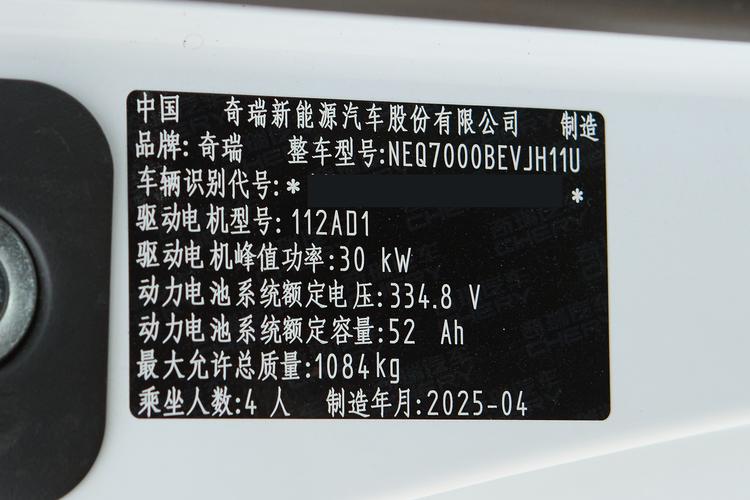 中国 奇瑞新能源汽车股份有限公司 制造
品牌:奇瑞 整车型号:NEQ7000BEVJH11U
车辆识别代号:* *
驱动电机型号:112AD1
驱动电机峰值功率:30 kW
动力电池系统额定电压:334.8 V
动力电池系统额定容量:52 Ah
最大允许总质量:1084kg
乘坐人数:4 人 制造年月:2025-04